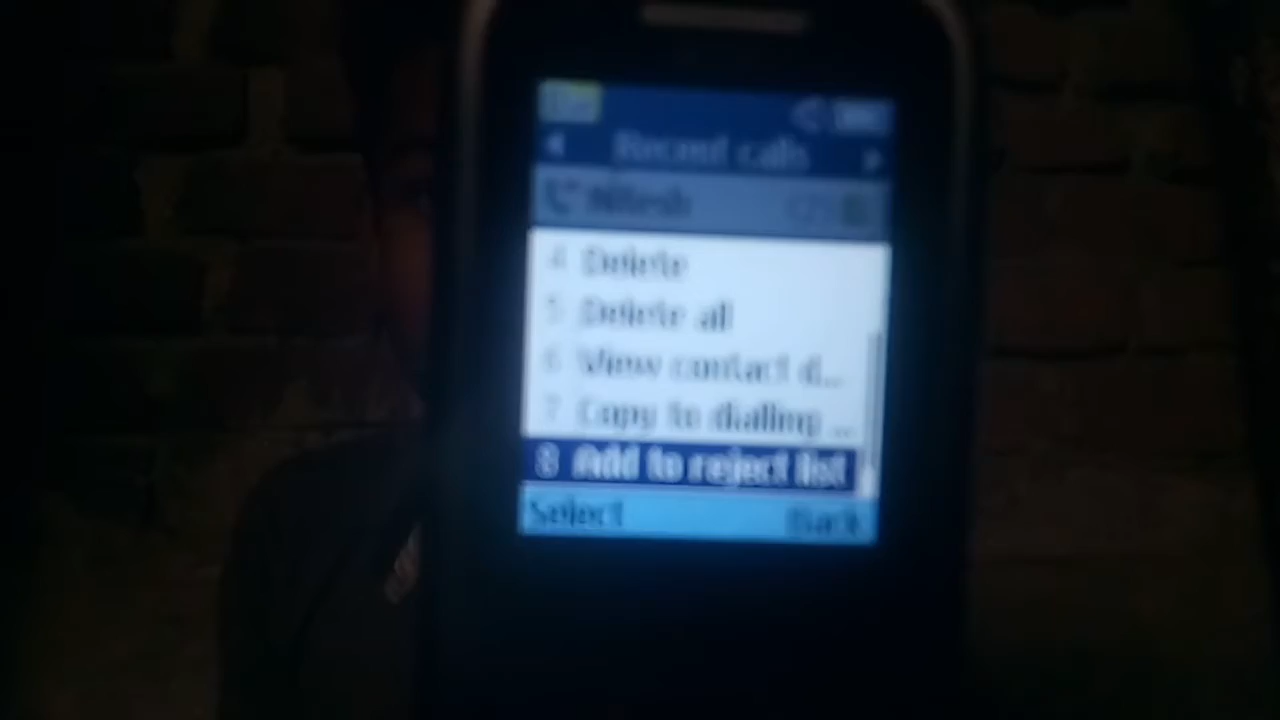 Recent calls
Nitesh
4 Delete
5 Delete all
6 View contact d...
7 Copy to dialling ...
8 Add to reject list
Select Back